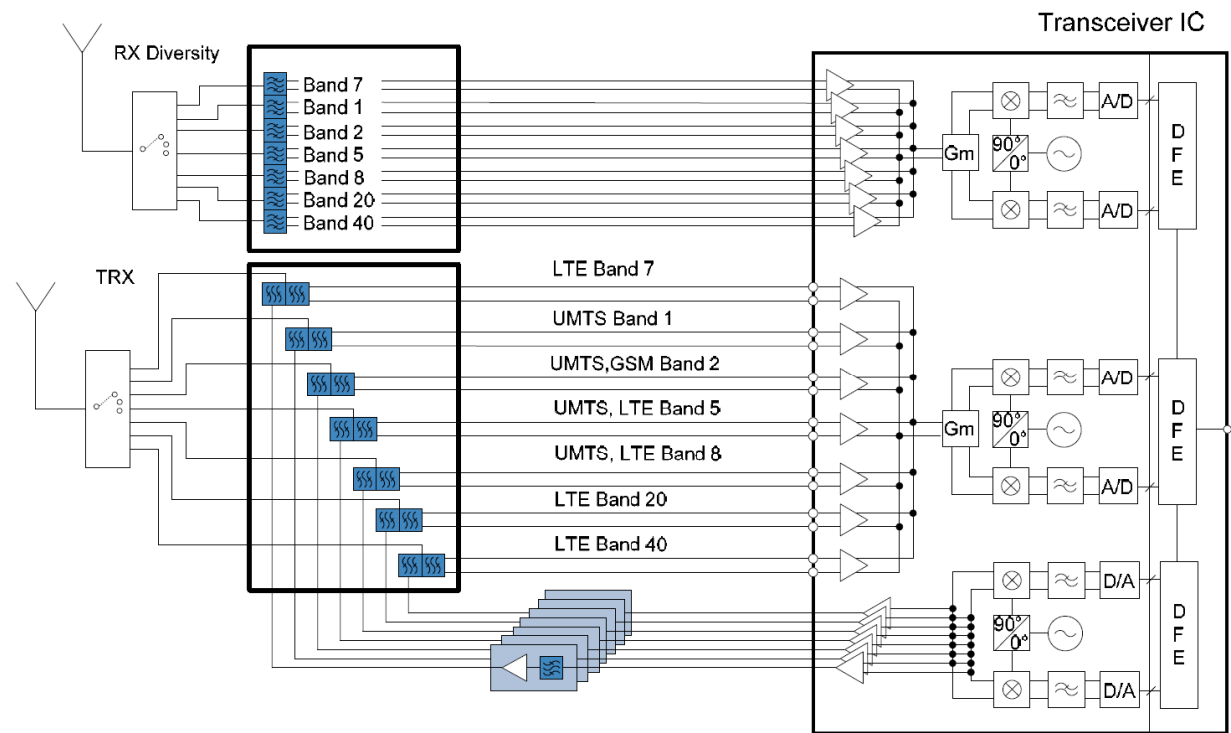 Transceiver IC
RX Diversity
Band 7
Band 1
Band 2
Band 5
Band 8
Band 20
Band 40
Gm
90°
0°
A/D
A/D
D
F
E
TRX
LTE Band 7
UMTS Band 1
UMTS,GSM Band 2
UMTS, LTE Band 5
UMTS, LTE Band 8
LTE Band 20
LTE Band 40
Gm
90°
0°
A/D
A/D
D
F
E
90°
0°
D/A
D/A
D
F
E